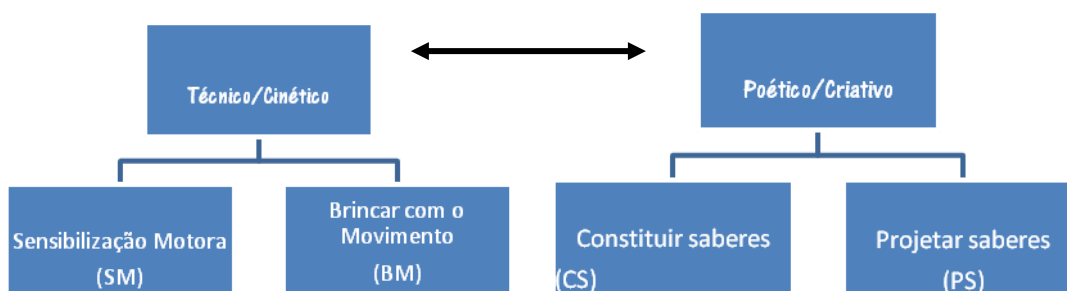 Técnico/Cinético
Poético/Criativo
Sensibilização Motora
(SM)
Brincar com o
Movimento
(BM)
Constituir saberes
(CS)
Projetar saberes
(PS)